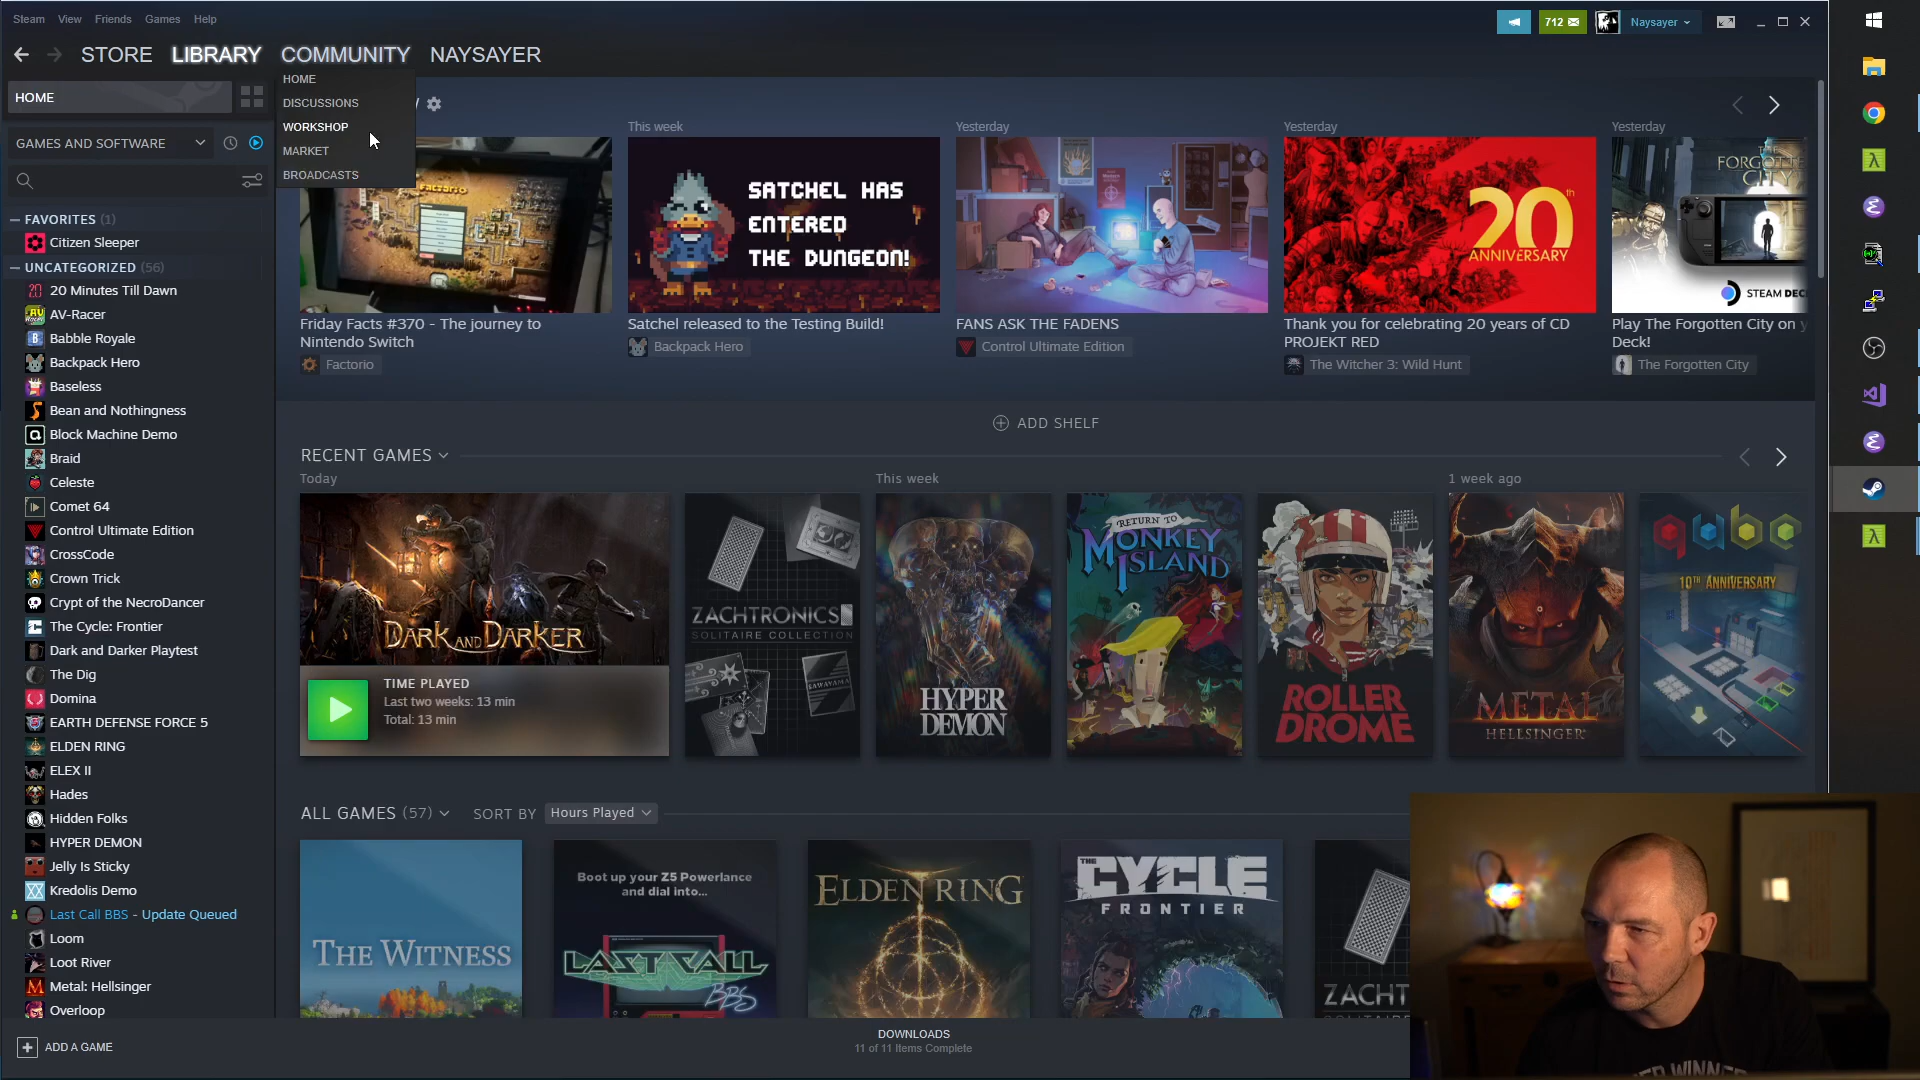 Steam View Friends Games Help
712 Naysayer
STORE LIBRARY COMMUNITY NAYSAYER
HOME
HOME
DISCUSSIONS
WORKSHOP
MARKET
BROADCASTS
GAMES AND SOFTWARE
FAVORITES (1)
Citizen Sleeper
UNCATEGORIZED (56)
20 Minutes Till Dawn
AV-Racer
Babble Royale
Backpack Hero
Baseless
Bean and Nothingness
Block Machine Demo
Braid
Celeste
Comet 64
Control Ultimate Edition
CrossCode
Crown Trick
Crypt of the NecroDancer
The Cycle: Frontier
Dark and Darker Playtest
The Dig
Domina
EARTH DEFENSE FORCE 5
ELDEN RING
ELEX II
Hades
Hidden Folks
HYPER DEMON
Jelly Is Sticky
Kredolis Demo
Last Call BBS - Update Queued
Loom
Loot River
Metal: Hellsinger
Overloop
ADD A GAME
Factorio
Friday Facts #370 - The journey to
Nintendo Switch
Factorio
This week
SATCHEL HAS
ENTERED
THE DUNGEON!
Satchel released to the Testing Build!
Backpack Hero
Yesterday
FANS ASK THE FADENS
Control Ultimate Edition
Yesterday
20th
ANNIVERSARY
Thank you for celebrating 20 years of CD
PROJEKT RED
The Witcher 3: Wild Hunt
Yesterday
THE
FORGOTTE
CITY
STEAM DEC
Play The Forgotten City on y
Deck!
The Forgotten City
ADD SHELF
RECENT GAMES
Today
DARK AND DARKER
TIME PLAYED
Last two weeks: 13 min
Total: 13 min
ZACHTRONICS
SOLITAIRE COLLECTION
SAWAYAMA
This week
HYPER
DEMON
RETURN TO
MONKEY
ISLAND
ROLLER
DROME
1 week ago
METAL
HELLSINGER
qube
10TH ANNIVERSARY
ALL GAMES (57) SORT BY Hours Played
THE WITNESS
Boot up your Z5 Powerlance
and dial into...
LAST CALL
BBS
ELDEN RING
THE
CYCLE
FRONTIER
ZACHT
DOWNLOADS
11 of 11 Items Complete